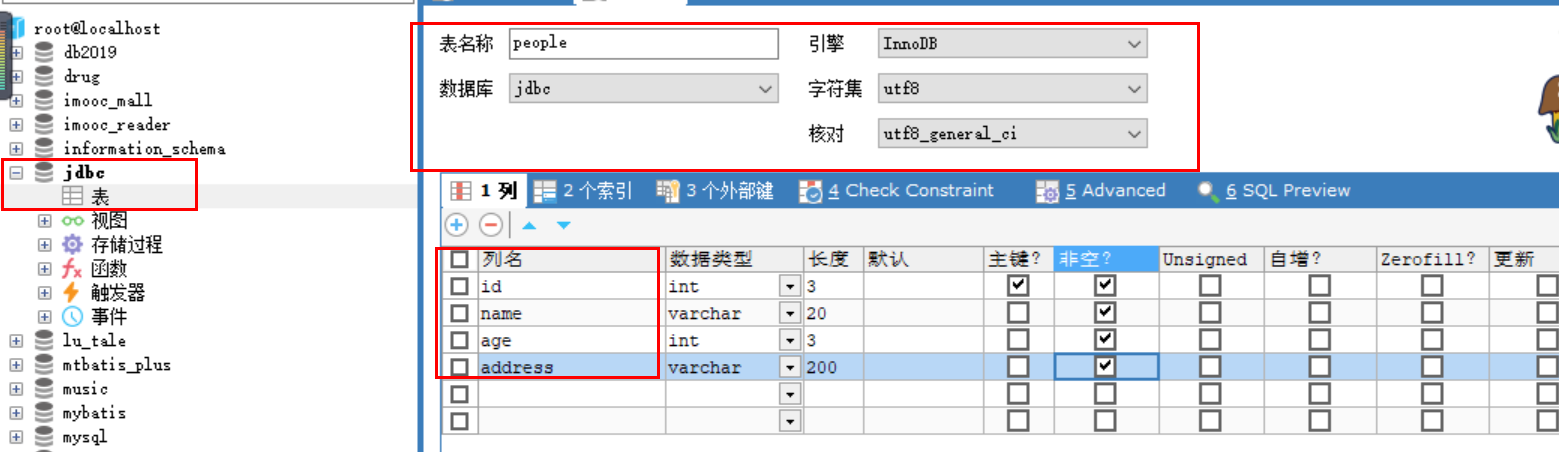 root@localhost
db2019
drug
imooc_mall
imooc_reader
information_schema
jdbc
表
视图
存储过程
函数
触发器
事件
lu_tale
mtbatis_plus
music
mybatis
mysql
表名称 people 引擎 InnoDB
数据库 jdbc 字符集 utf8
核对 utf8_general_ci
1 列 2 个索引 3 个外部键 4 Check Constraint 5 Advanced 6 SQL Preview
列名 数据类型 长度 默认 主键? 非空? Unsigned 自增? Zerofill? 更新
id int 3
name varchar 20
age int 3
address varchar 200